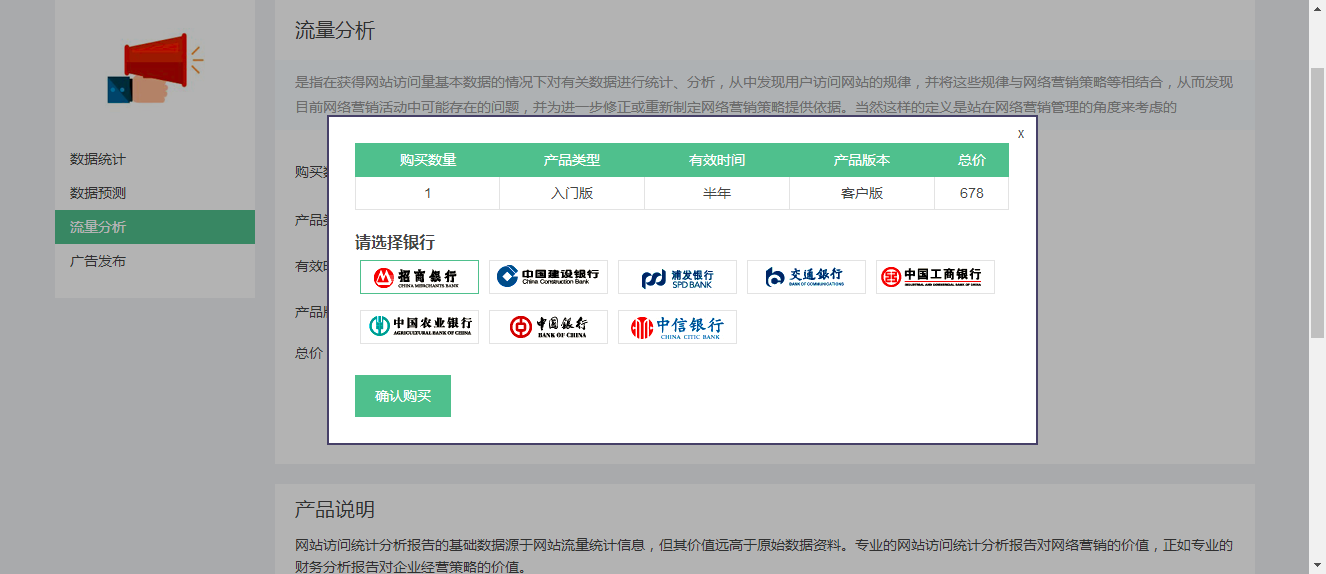 流量分析
是指在获得网站访问量基本数据的情况下对有关数据进行统计、分析，从中发现用户访问网站的规律，并将这些规律与网络营销策略等相结合，从而发现
目前网络营销活动中可能存在的问题，并为进一步修正或重新制定网络营销策略提供依据。当然这样的定义是站在网络营销管理的角度来考虑的
数据统计
数据预测
流量分析
广告发布
购买
产品
有效
产品
总价
x
购买数量 产品类型 有效时间 产品版本 总价
1 入门版 半年 客户版 678
请选择银行
招商银行 CHINA MERCHANTS BANK
中国建设银行 China Construction Bank
浦发银行 SPD BANK
交通银行 BANK OF COMMUNICATIONS
中国工商银行 INDUSTRIAL AND COMMERCIAL BANK OF CHINA
中国农业银行 AGRICULTURAL BANK OF CHINA
中国银行 BANK OF CHINA
中信银行 CHINA CITIC BANK
确认购买
产品说明
网站访问统计分析报告的基础数据源于网站流量统计信息，但其价值远高于原始数据资料。专业的网站访问统计分析报告对网络营销的价值，正如专业的
财务分析报告对企业经营策略的价值。